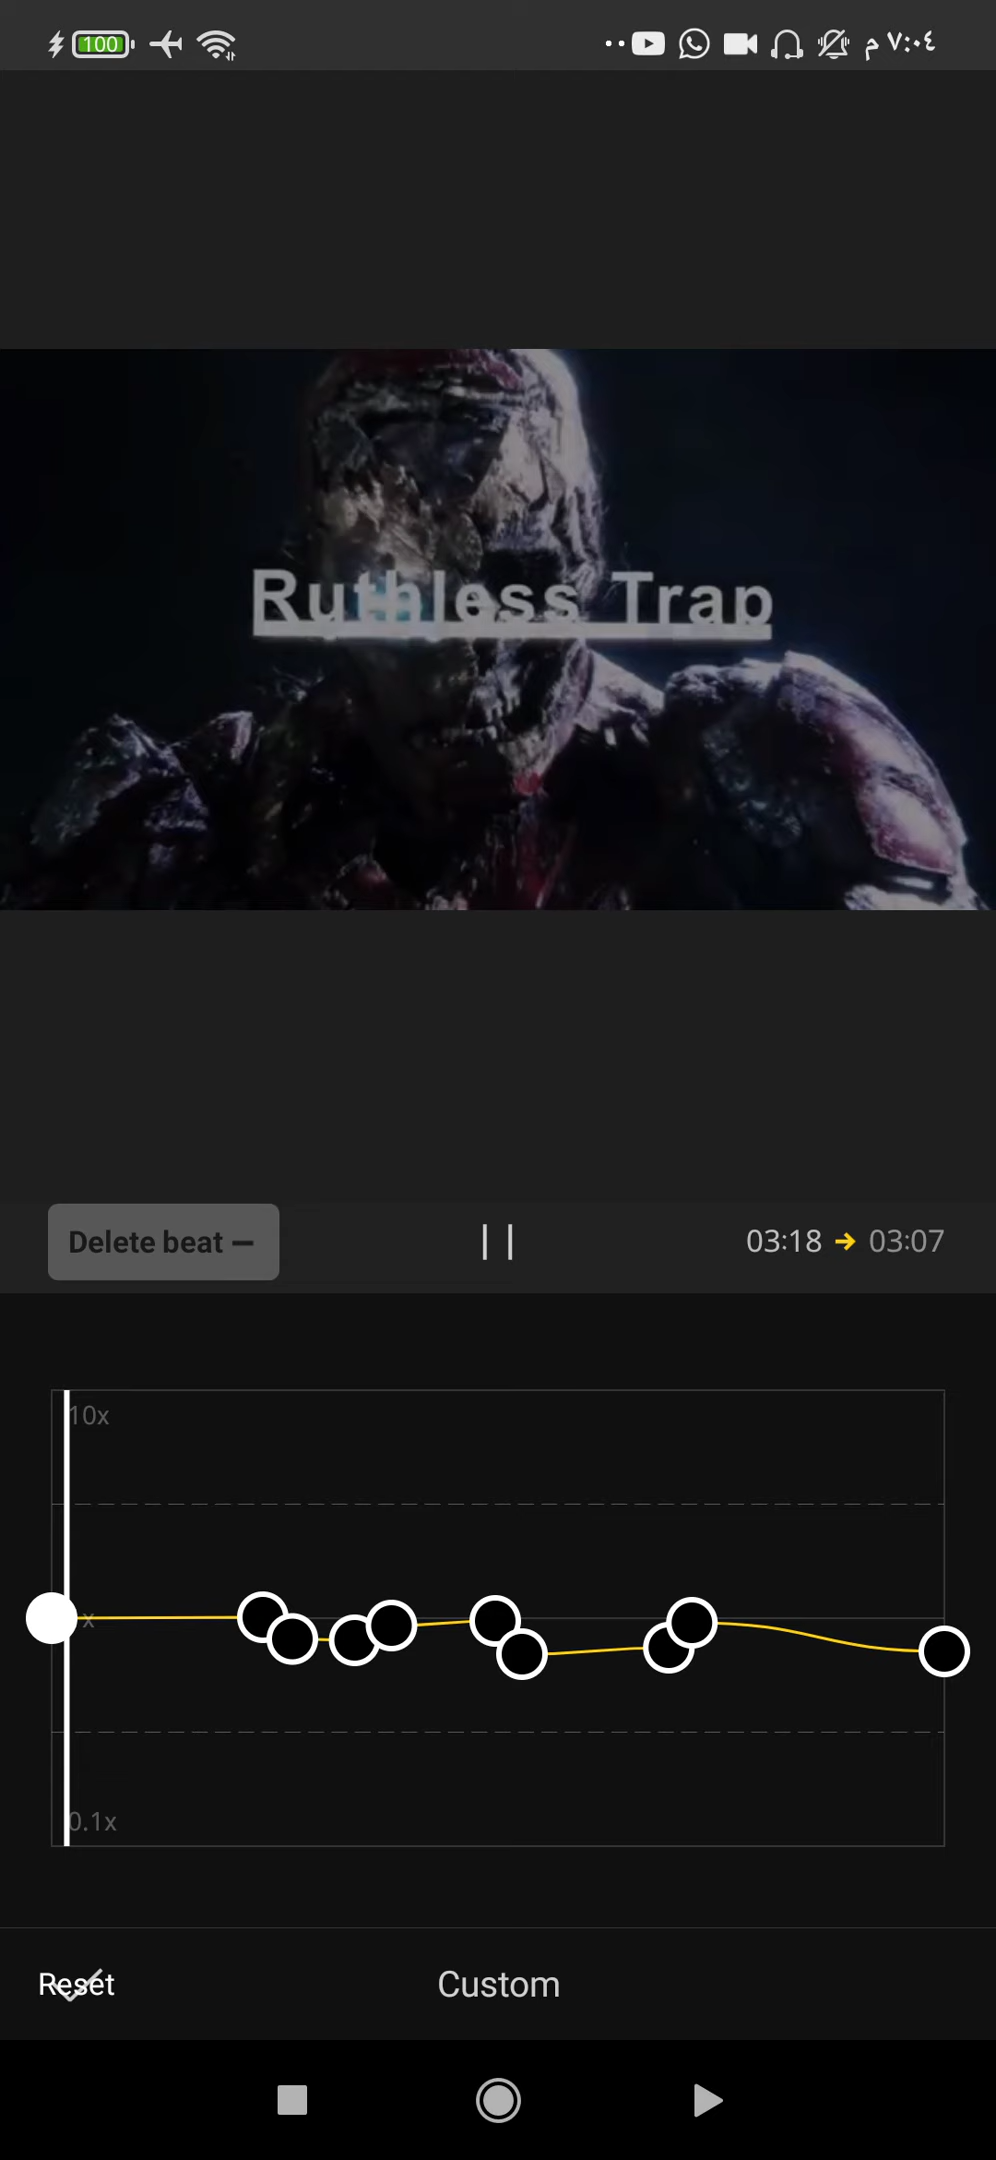 100
م ٧:٠٤
Ruthless Trap
Delete beat
03:18 → 03:07
10x
x
0.1x
Reset
Custom